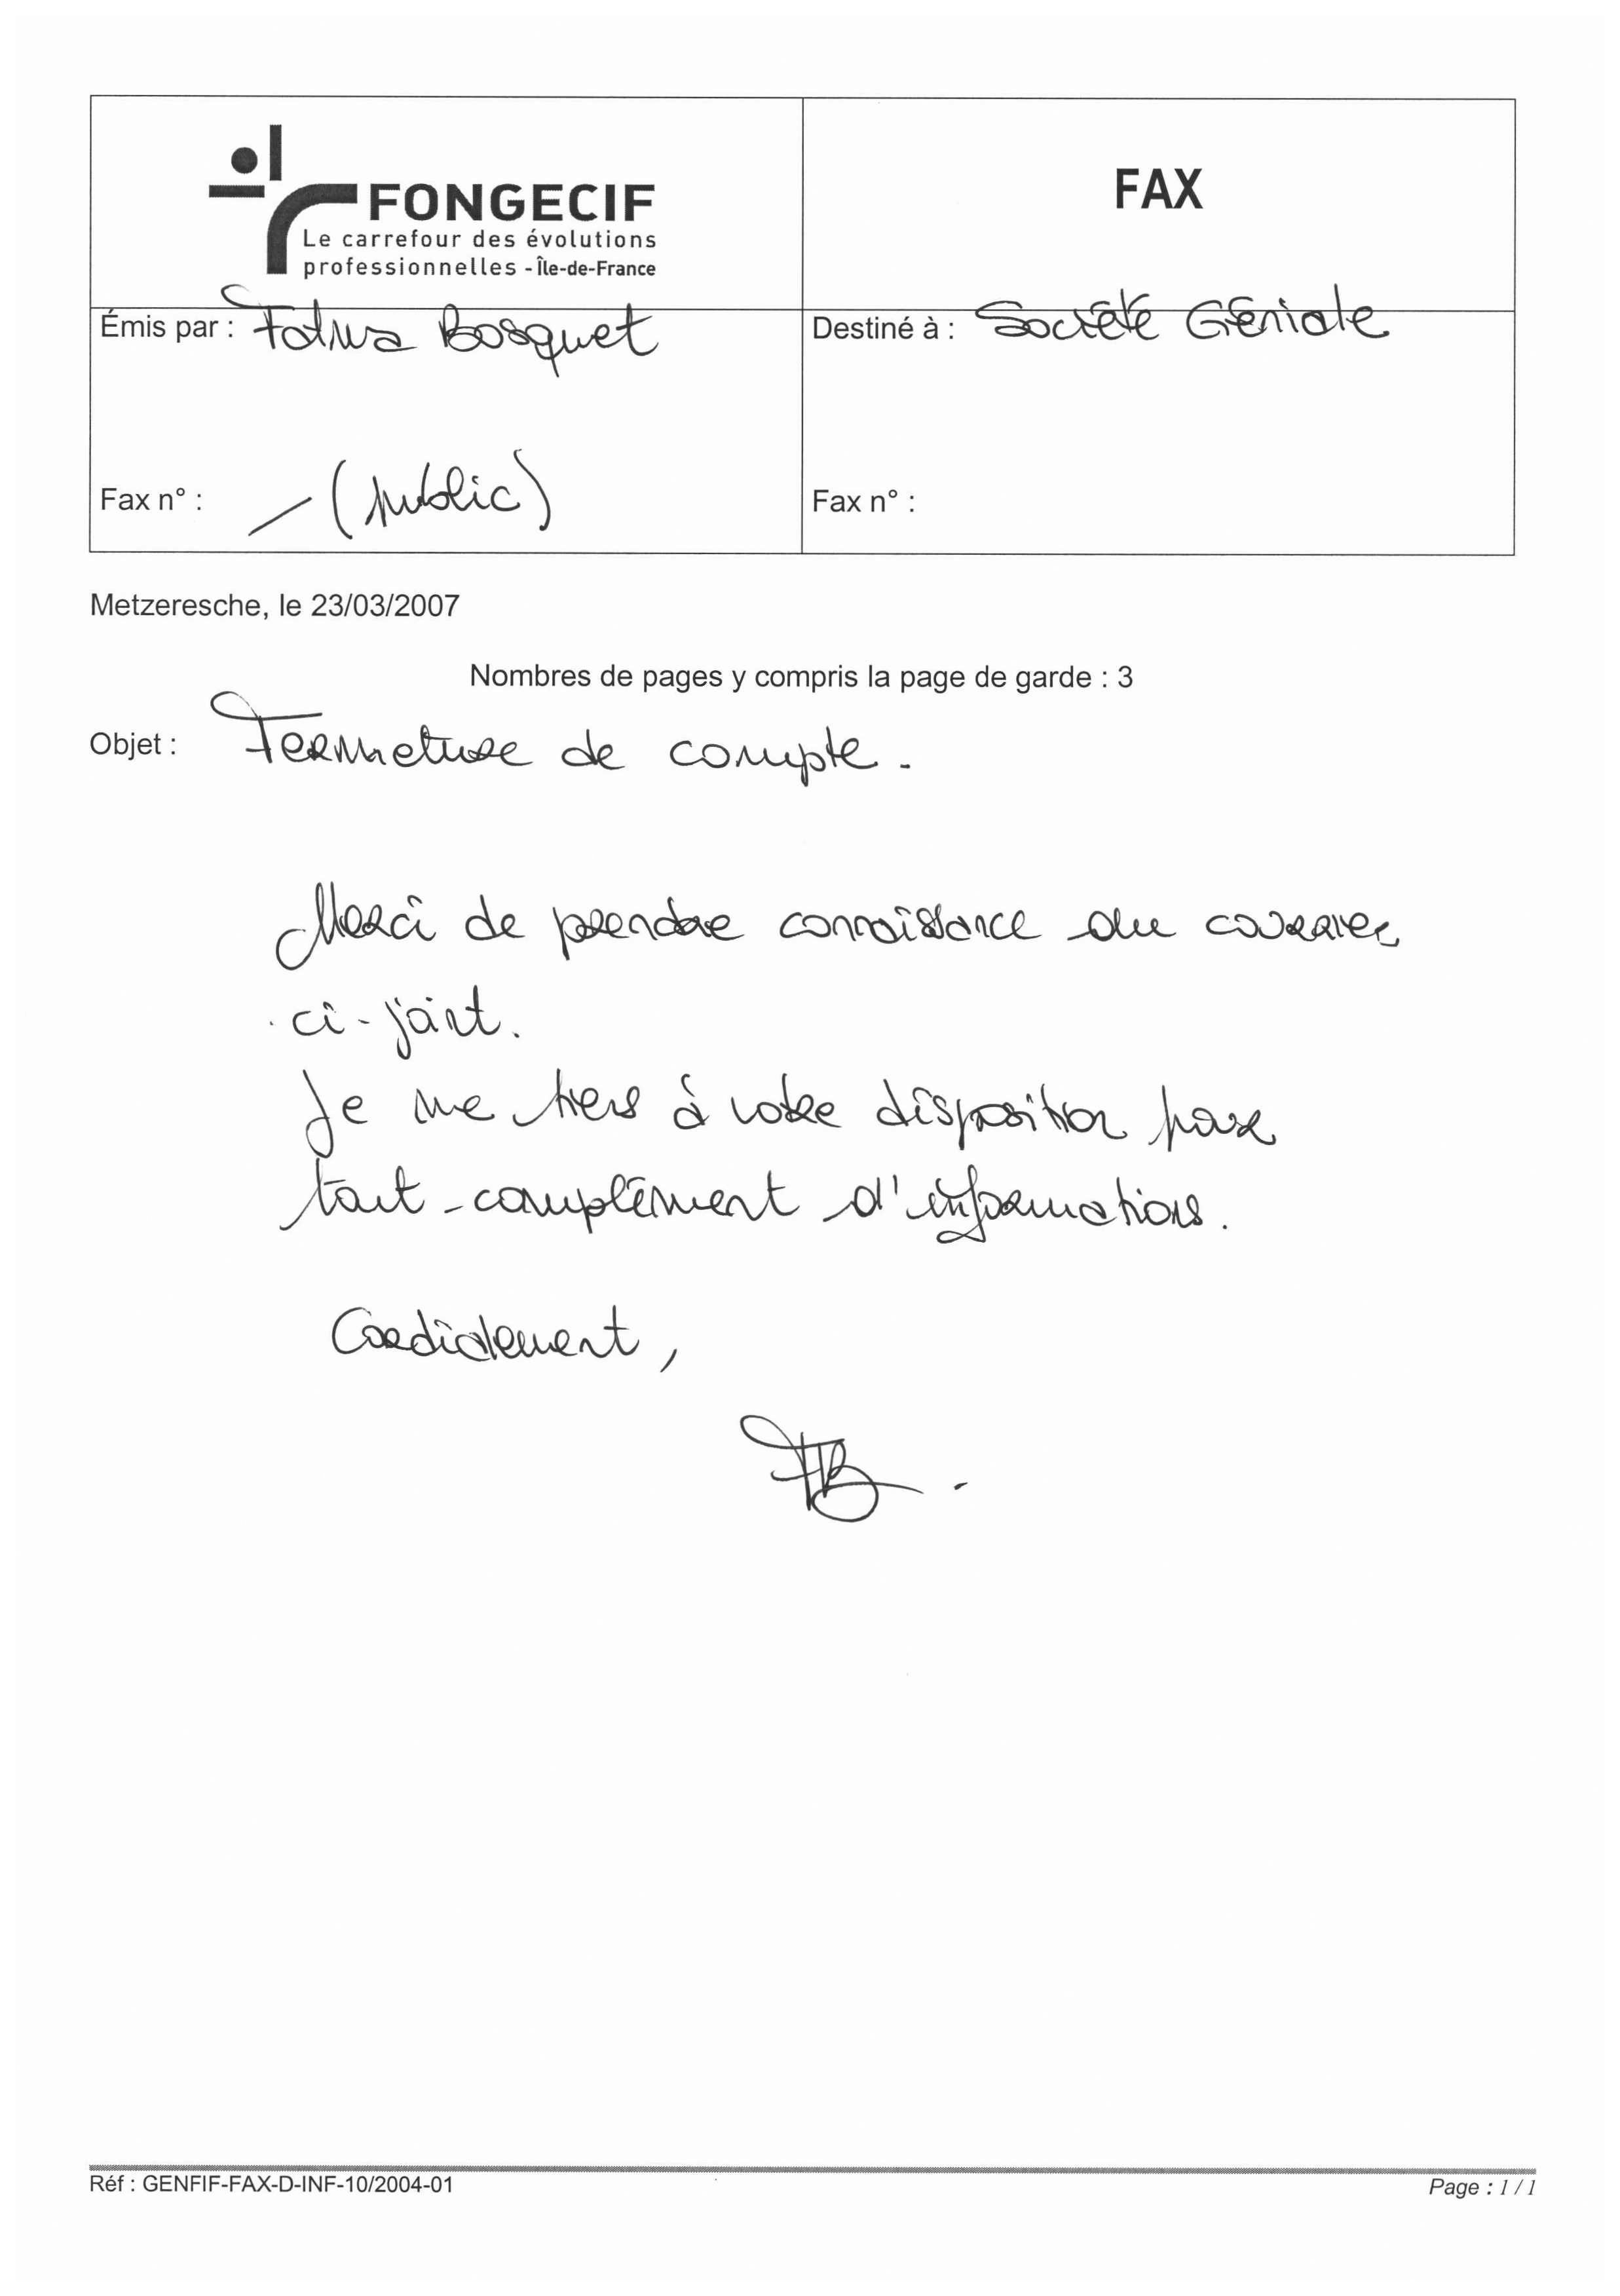 FONGECIF
Le carrefour des évolutions
professionnelles - Île-de-France
FAX
Émis par : Fatma Bosquet
Destiné à : Société Géniale
Fax n° : — (public)
Fax n° :
Metzeresche, le 23/03/2007
Nombres de pages y compris la page de garde : 3
Objet : Fermeture de compte.
Merci de prendre connaissance du courrier
ci-joint.
Je me tiens à votre disposition pour
tout complément d'informations.
Cordialement,
FB.
Réf : GENFIF-FAX-D-INF-10/2004-01
Page : 1 / 1